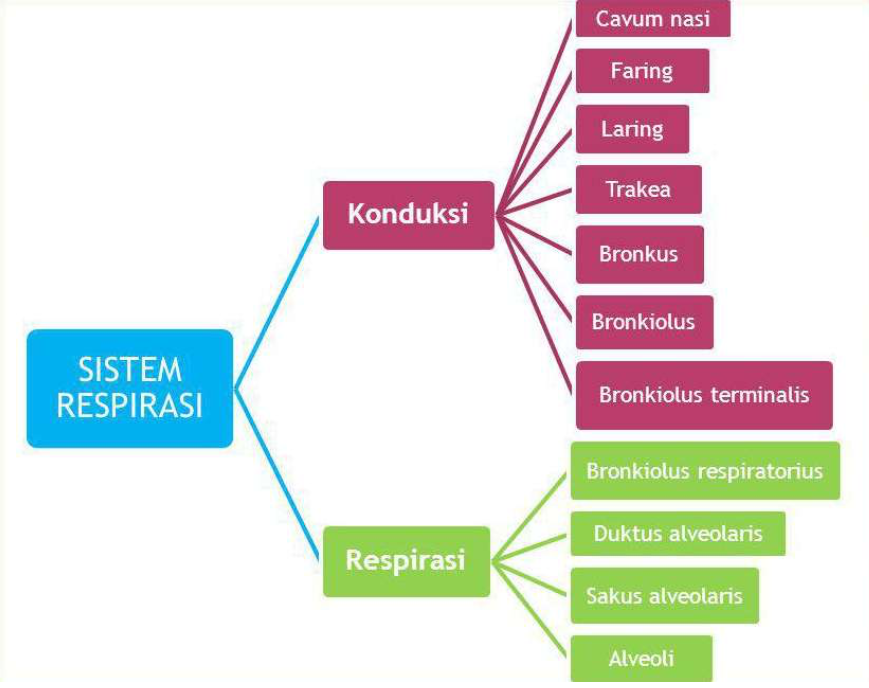 SISTEM
RESPIRASI
Konduksi
Cavum nasi
Faring
Laring
Trakea
Bronkus
Bronkiolus
Bronkiolus terminalis
Respirasi
Bronkiolus respiratorius
Duktus alveolaris
Sakus alveolaris
Alveoli